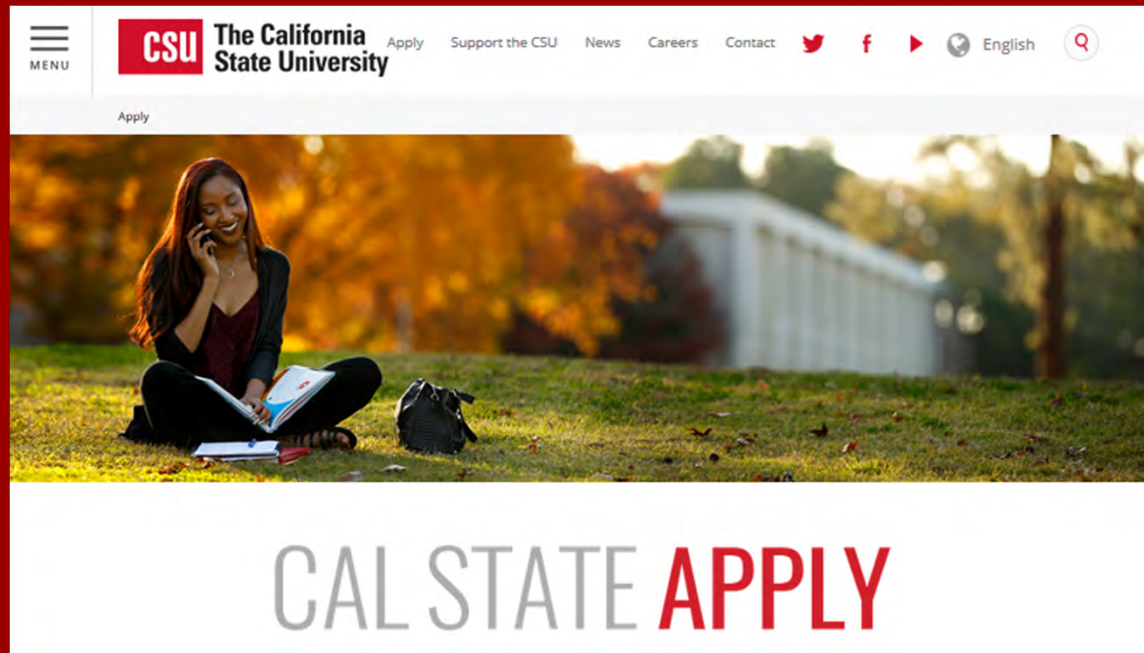 MENU
CSU The California State University
Apply Support the CSU News Careers Contact English
Apply
CAL STATE APPLY